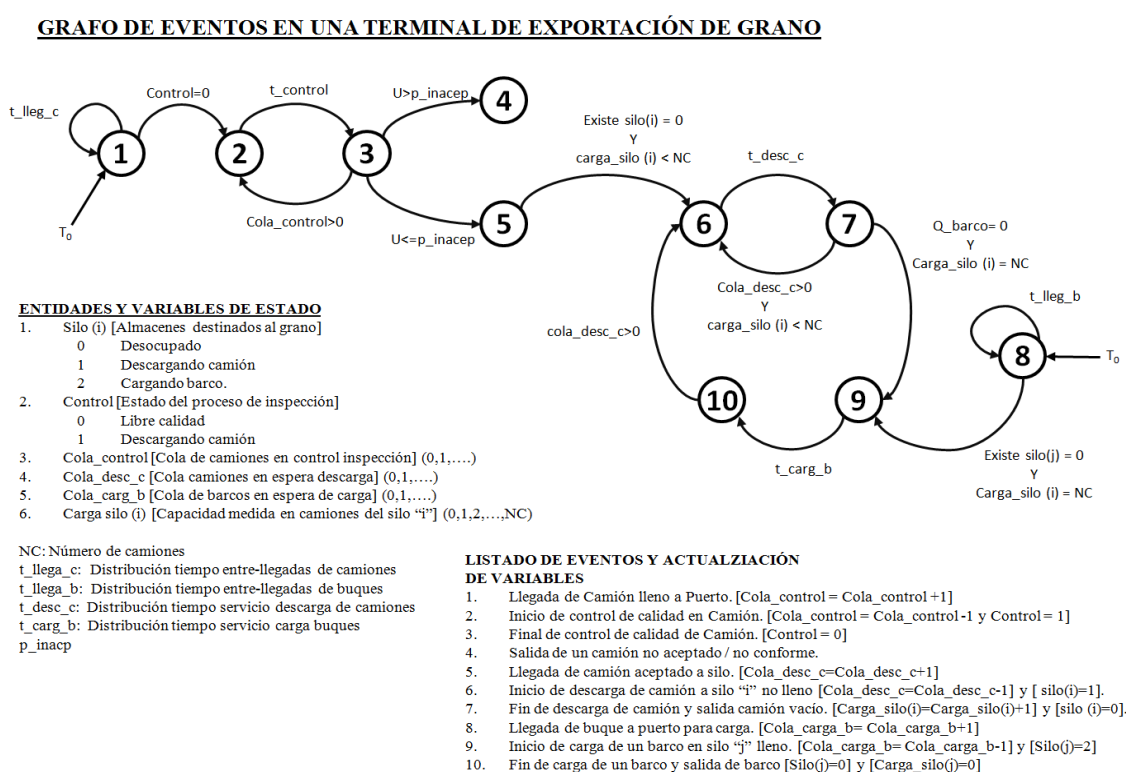 GRAFO DE EVENTOS EN UNA TERMINAL DE EXPORTACIÓN DE GRANO
t_lleg_c
Control=0
t_control
U>p_inacep
4
1
2
3
T0
Cola_control>0
U<=p_inacep
5
Existe silo(i) = 0
Y
carga_silo (i) < NC
t_desc_c
6
7
Cola_desc_c>0
Y
carga_silo (i) < NC
Q_barco= 0
Y
Carga_silo (i) = NC
t_lleg_b
8
T0
cola_desc_c>0
10
9
t_carg_b
Existe silo(j) = 0
Y
Carga_silo (i) = NC
ENTIDADES Y VARIABLES DE ESTADO
1. Silo (i) [Almacenes destinados al grano]
0 Desocupado
1 Descargando camión
2 Cargando barco.
2. Control [Estado del proceso de inspección]
0 Libre calidad
1 Descargando camión
3. Cola_control [Cola de camiones en control inspección] (0,1,….)
4. Cola_desc_c [Cola camiones en espera descarga] (0,1,….)
5. Cola_carg_b [Cola de barcos en espera de carga] (0,1,….)
6. Carga silo (i) [Capacidad medida en camiones del silo “i”] (0,1,2,…,NC)
NC: Número de camiones
t_llega_c: Distribución tiempo entre-llegadas de camiones
t_llega_b: Distribución tiempo entre-llegadas de buques
t_desc_c: Distribución tiempo servicio descarga de camiones
t_carg_b: Distribución tiempo servicio carga buques
p_inacp
LISTADO DE EVENTOS Y ACTUALZIACIÓN
DE VARIABLES
1. Llegada de Camión lleno a Puerto. [Cola_control = Cola_control +1]
2. Inicio de control de calidad en Camión. [Cola_control = Cola_control -1 y Control = 1]
3. Final de control de calidad de Camión. [Control = 0]
4. Salida de un camión no aceptado / no conforme.
5. Llegada de camión aceptado a silo. [Cola_desc_c=Cola_desc_c+1]
6. Inicio de descarga de camión a silo “i” no lleno [Cola_desc_c=Cola_desc_c-1] y [ silo(i)=1].
7. Fin de descarga de camión y salida camión vacío. [Carga_silo(i)=Carga_silo(i)+1] y [silo (i)=0].
8. Llegada de buque a puerto para carga. [Cola_carga_b= Cola_carga_b+1]
9. Inicio de carga de un barco en silo “j” lleno. [Cola_carga_b= Cola_carga_b-1] y [Silo(j)=2]
10. Fin de carga de un barco y salida de barco [Silo(j)=0] y [Carga_silo(j)=0]